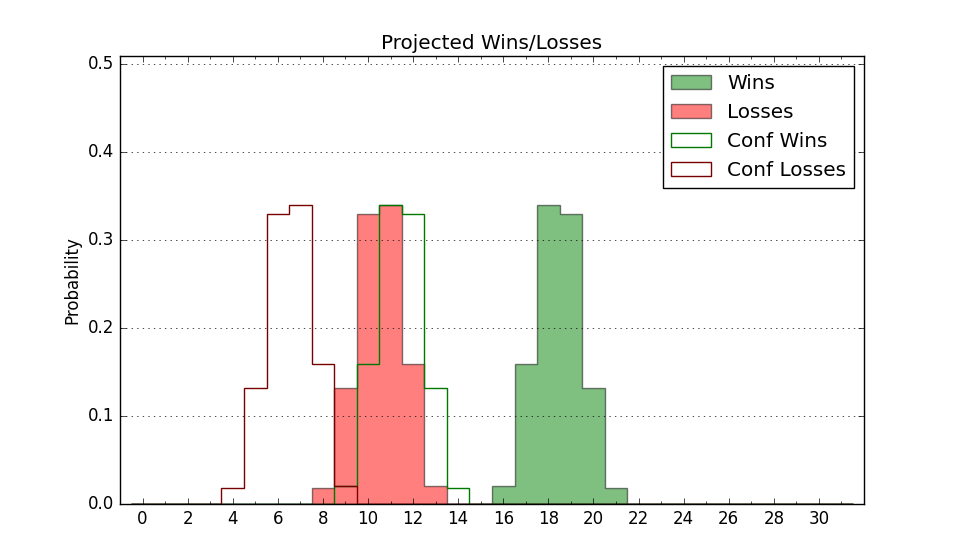 Projected Wins/Losses
Wins
Losses
Conf Wins
Conf Losses
Probability
0.5
0.4
0.3
0.2
0.1
0.0
0 2 4 6 8 10 12 14 16 18 20 22 24 26 28 30